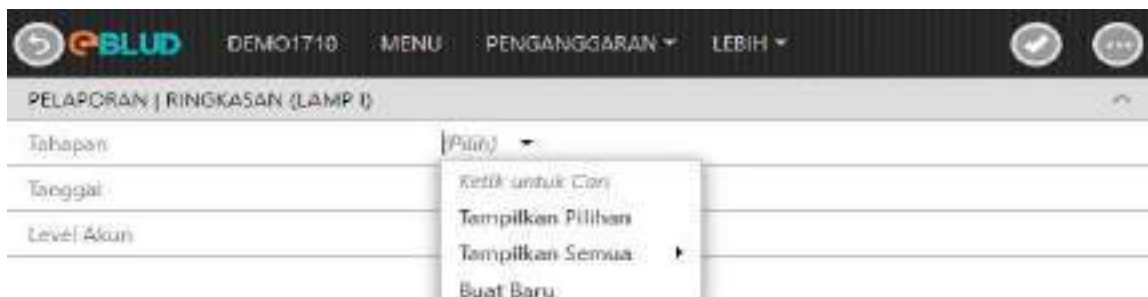 eBLUD DEMO1710 MENU PENGANGGARAN LEBIH
PELAPORAN | RINGKASAN (LAMP I)
Tahapan (Pilih)
Ketik untuk Cari
Tanggal
Tampilkan Pilihan
Level Akun
Tampilkan Semua
Buat Baru